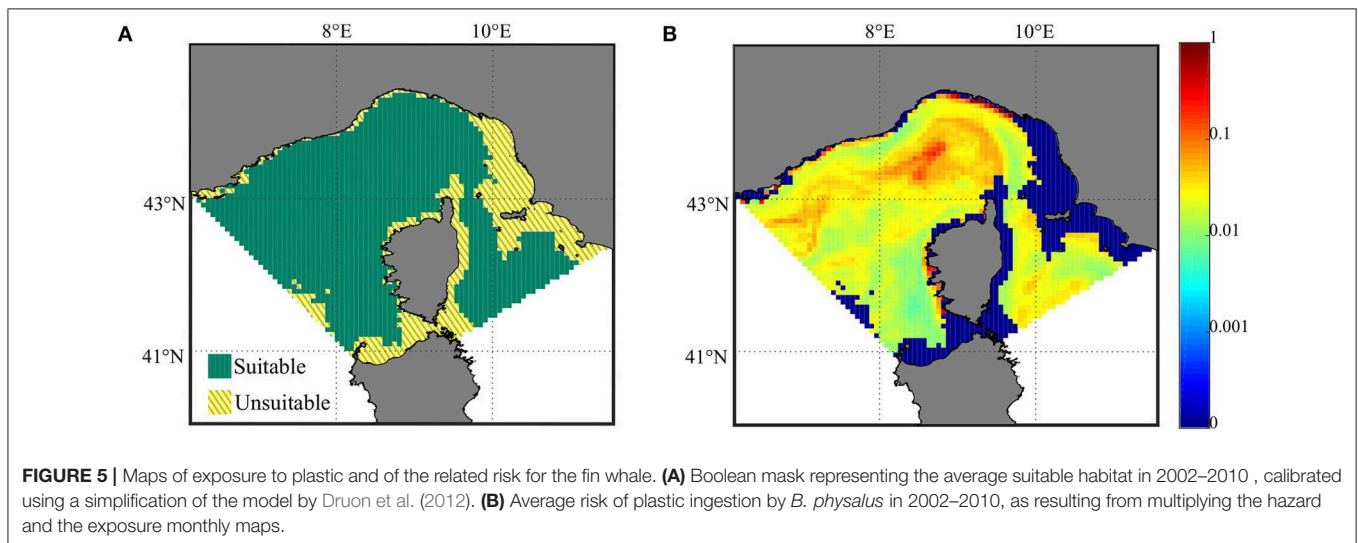 A
B
8°E
10°E
8°E
10°E
43°N
41°N
Suitable
Unsuitable
43°N
41°N
1
0.1
0.01
0.001
0
FIGURE 5 | Maps of exposure to plastic and of the related risk for the fin whale. (A) Boolean mask representing the average suitable habitat in 2002–2010 , calibrated
using a simplification of the model by Druon et al. (2012). (B) Average risk of plastic ingestion by B. physalus in 2002–2010, as resulting from multiplying the hazard
and the exposure monthly maps.